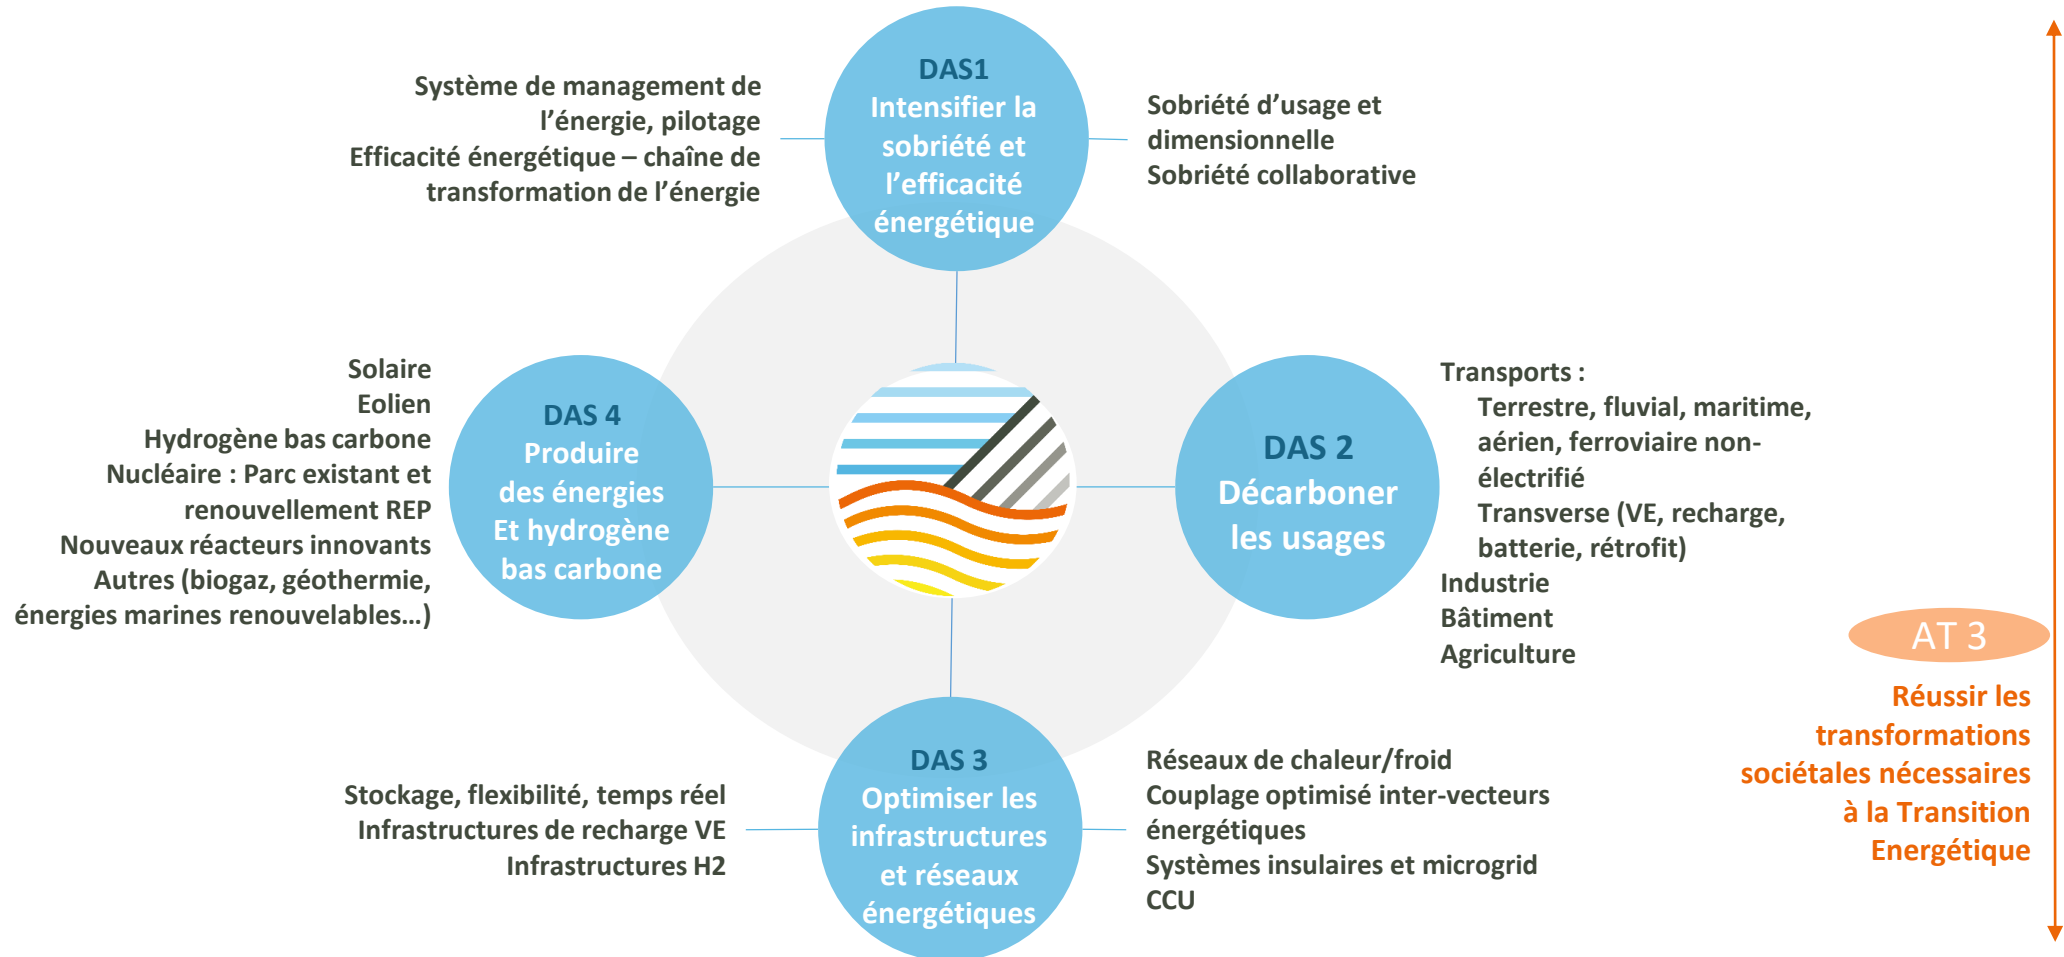 DAS1
Intensifier la
sobriété et
l’efficacité
énergétique
Système de management de
l’énergie, pilotage
Efficacité énergétique – chaîne de
transformation de l’énergie
Sobriété d’usage et
dimensionnelle
Sobriété collaborative
Solaire
Eolien
Hydrogène bas carbone
Nucléaire : Parc existant et
renouvellement REP
Nouveaux réacteurs innovants
Autres (biogaz, géothermie,
énergies marines renouvelables…)
DAS 4
Produire
des énergies
Et hydrogène
bas carbone
DAS 2
Décarboner
les usages
Transports :
Terrestre, fluvial, maritime,
aérien, ferroviaire non-
électrifié
Transverse (VE, recharge,
batterie, rétrofit)
Industrie
Bâtiment
Agriculture
DAS 3
Optimiser les
infrastructures
et réseaux
énergétiques
Stockage, flexibilité, temps réel
Infrastructures de recharge VE
Infrastructures H2
Réseaux de chaleur/froid
Couplage optimisé inter-vecteurs
énergétiques
Systèmes insulaires et microgrid
CCU
AT 3
Réussir les
transformations
sociétales nécessaires
à la Transition
Energétique